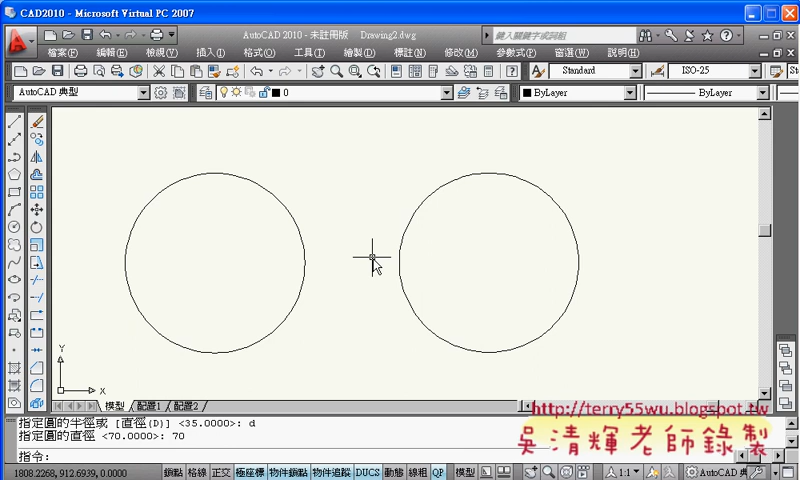 CAD2010 - Microsoft Virtual PC 2007
AutoCAD 2010 - 未註冊版 Drawing2.dwg 鍵入關鍵字或詞組
檔案(F) 編輯(E) 檢視(V) 插入(I) 格式(O) 工具(T) 繪製(D) 標註(N) 修改(M) 參數式(P) 視窗(W) 說明(H)
Standard ISO-25 Sta
AutoCAD 典型 0 ByLayer ByLayer
Y
X
模型 配置1 配置2
指定圓的半徑或 [直徑(D)] <35.0000>: d
指定圓的直徑 <70.0000>: 70
指令:
http://terry55wu.blogspot.tw
吳清輝老師錄製
1808.2268, 912.6939, 0.0000 鎖點 格線 正交 極座標 物件鎖點 物件追蹤 DUCS 動態 線粗 QP 模型 1:1 AutoCAD 典型